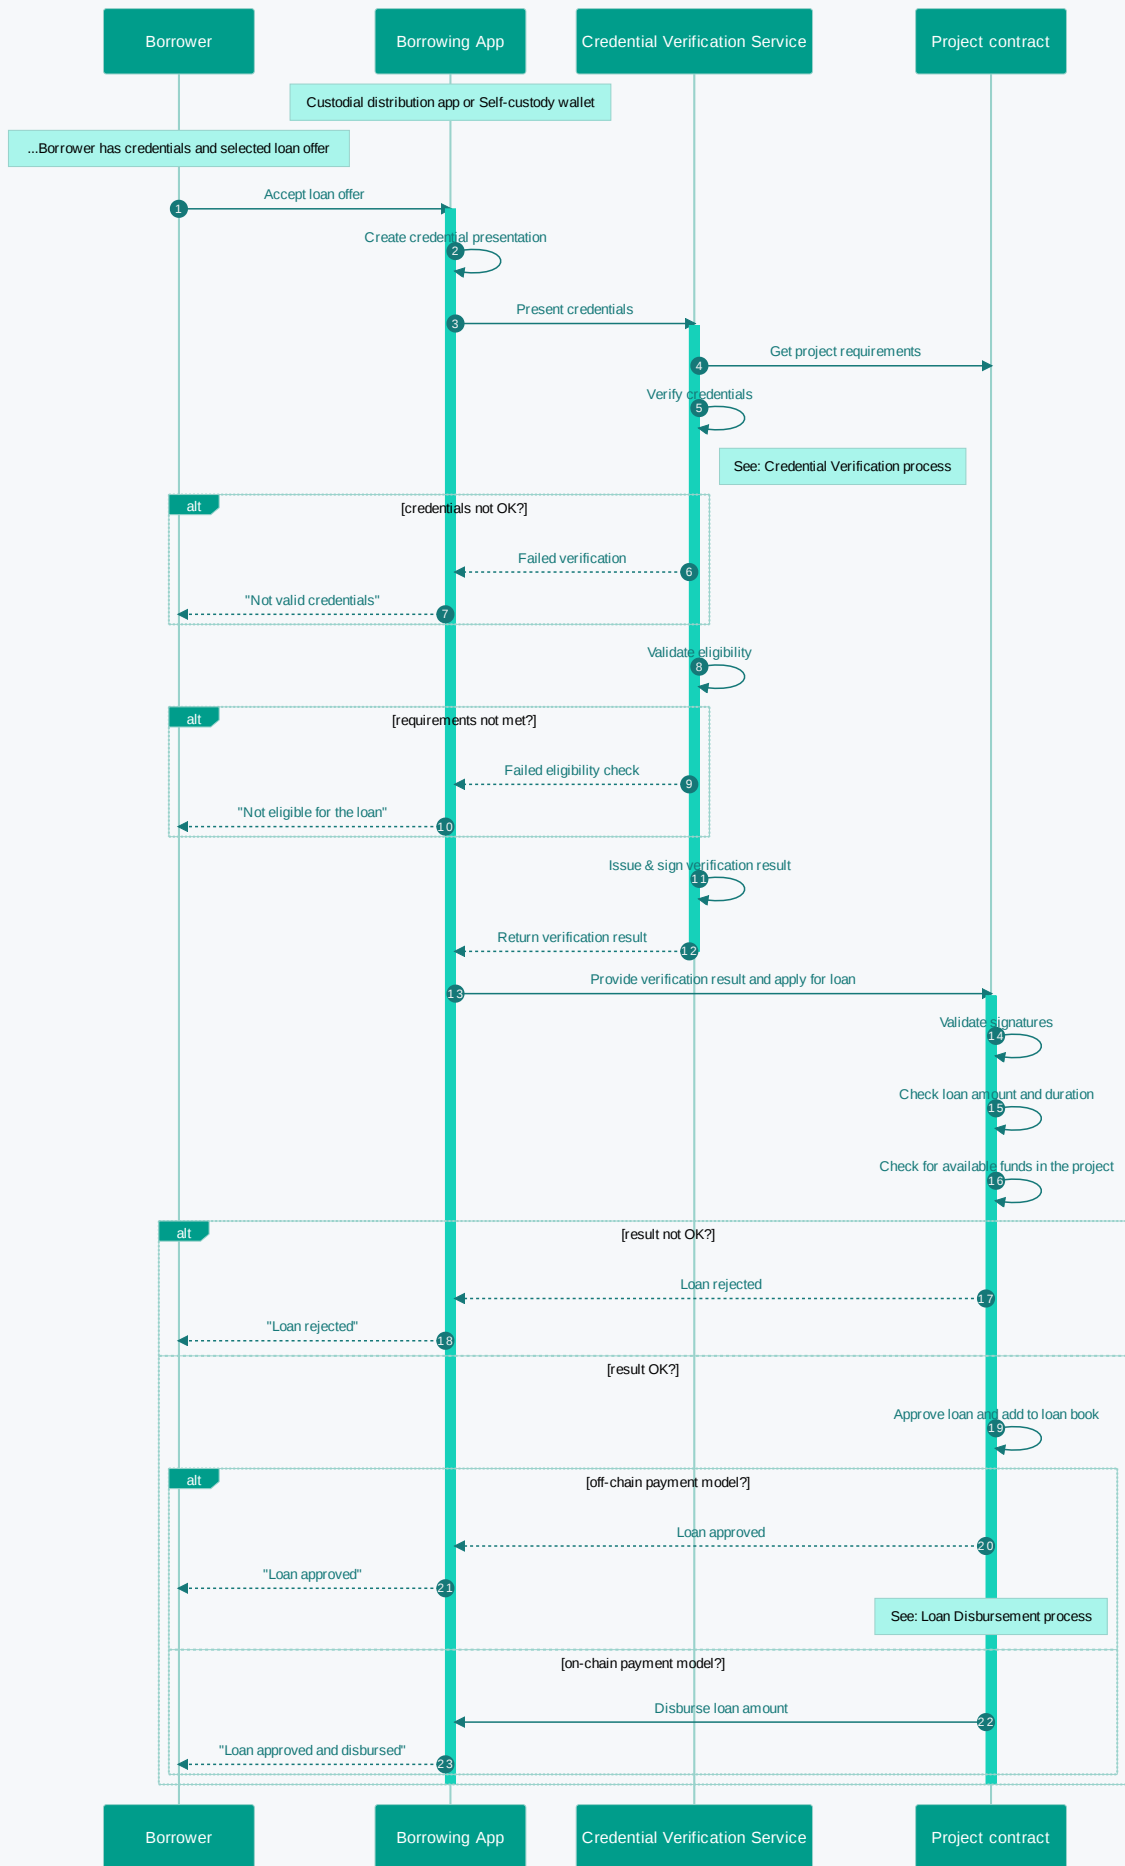 Borrower
Borrowing App
Credential Verification Service
Project contract
Custodial distribution app or Self-custody wallet
...Borrower has credentials and selected loan offer
Accept loan offer
1
Create credential presentation
2
Present credentials
3
Get project requirements
4
Verify credentials
5
See: Credential Verification process
alt
[credentials not OK?]
Failed verification
6
"Not valid credentials"
7
Validate eligibility
8
alt
[requirements not met?]
Failed eligibility check
9
"Not eligible for the loan"
10
Issue & sign verification result
11
Return verification result
12
Provide verification result and apply for loan
13
Validate signatures
14
Check loan amount and duration
15
Check for available funds in the project
16
alt
[result not OK?]
Loan rejected
17
"Loan rejected"
18
[result OK?]
Approve loan and add to loan book
19
alt
[off-chain payment model?]
Loan approved
20
"Loan approved"
21
See: Loan Disbursement process
[on-chain payment model?]
Disburse loan amount
22
"Loan approved and disbursed"
23
Borrower
Borrowing App
Credential Verification Service
Project contract